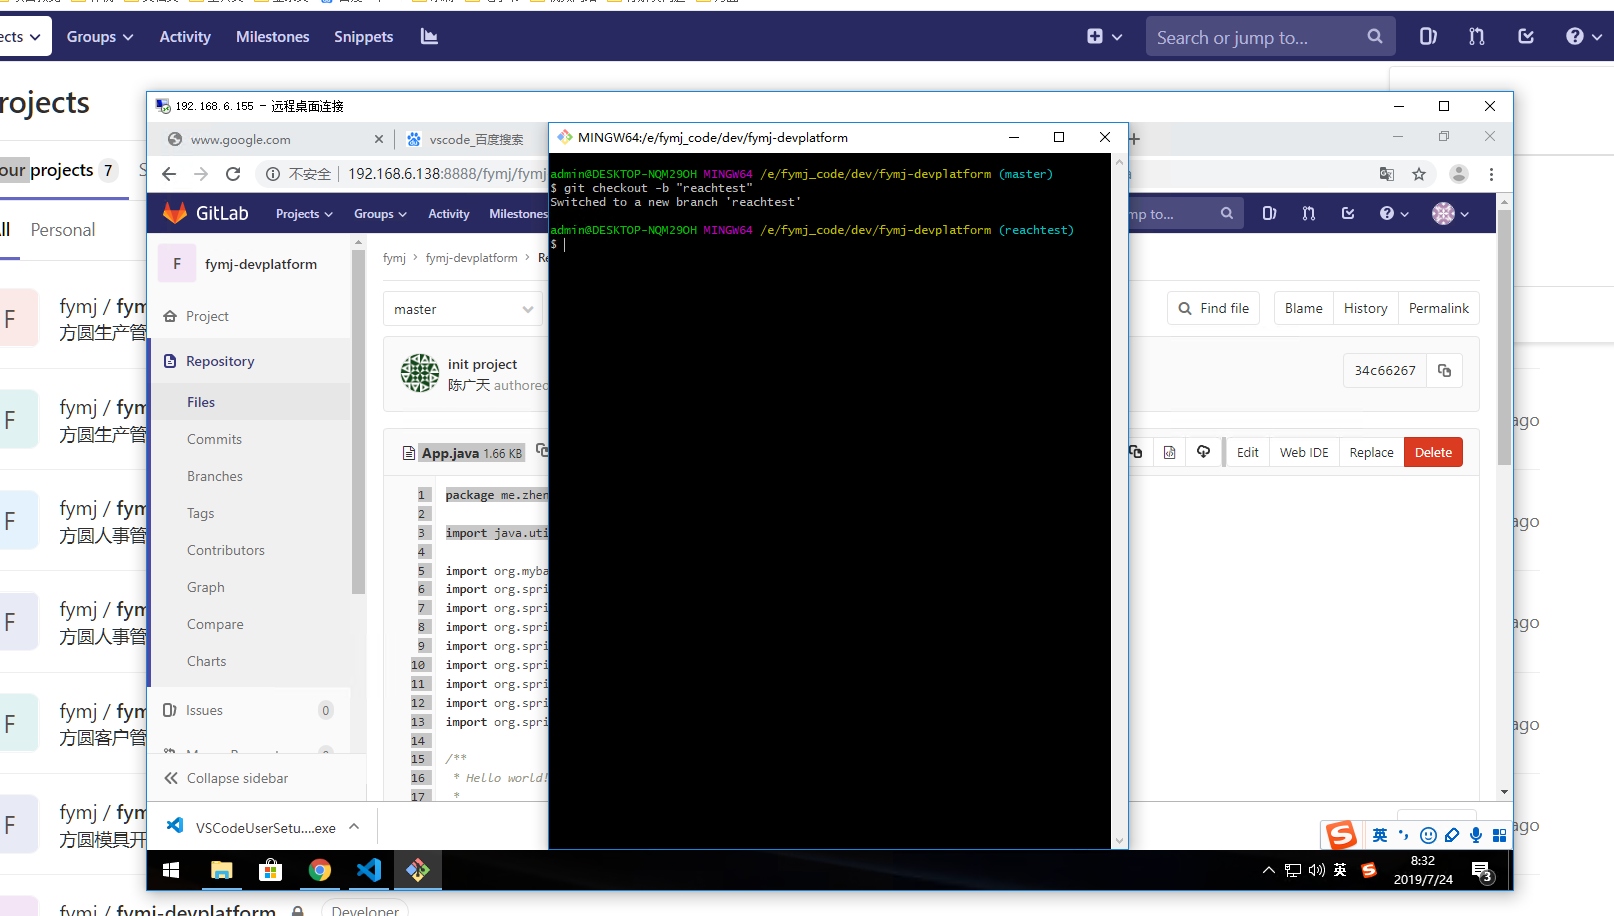 ects
Groups
Activity
Milestones
Snippets
Search or jump to...
rojects
our projects 7
S
ll
Personal
F
fymj / fymj
方圆生产管
F
fymj / fym
方圆生产管
ago
F
fymj / fym
方圆人事管
ago
F
fymj / fym
方圆人事管
ago
F
fymj / fym
方圆客户管
ago
F
fymj / fym
方圆模具开
ago
fymj / fymj-devplatform
Developer
192.168.6.155 - 远程桌面连接
www.google.com
vscode_百度搜索
不安全
192.168.6.138:8888/fymj/fymj
a
GitLab
Projects
Groups
Activity
Milestones
mp to...
F
fymj-devplatform
Project
Repository
Files
Commits
Branches
Tags
Contributors
Graph
Compare
Charts
Issues
0
Collapse sidebar
fymj > fymj-devplatform > Re
master
Find file
Blame
History
Permalink
init project
陈广天 authored
34c66267
App.java 1.66 KB
Edit
Web IDE
Replace
Delete
1 package me.zhen
2
3 import java.uti
4
5 import org.myba
6 import org.spri
7 import org.spri
8 import org.spri
9 import org.spri
10 import org.spri
11 import org.spri
12 import org.spri
13 import org.spri
14
15 /**
16 * Hello world!
17 *
MINGW64:/e/fymj_code/dev/fymj-devplatform
admin@DESKTOP-NQM29OH MINGW64 /e/fymj_code/dev/fymj-devplatform (master)
$ git checkout -b "reachtest"
Switched to a new branch 'reachtest'
admin@DESKTOP-NQM29OH MINGW64 /e/fymj_code/dev/fymj-devplatform (reachtest)
$
VSCodeUserSetu....exe
英
英
8:32
2019/7/24
3